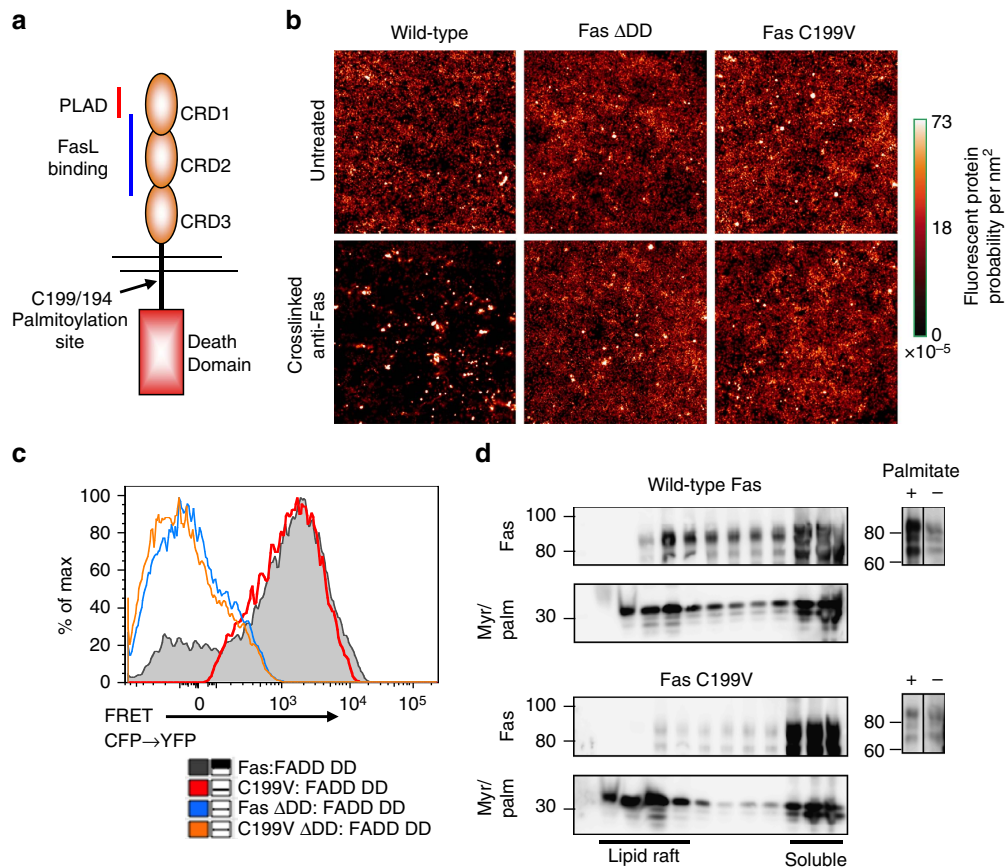 a
PLAD
FasL
binding
CRD1
CRD2
CRD3
C199/194
Palmitoylation
site
Death
Domain
b
Wild-type
Fas ΔDD
Fas C199V
Untreated
Crosslinked
anti-Fas
73
18
0
×10⁻⁵
Fluorescent protein
probability per nm²
c
% of max
100
80
60
40
20
0
0
10³
10⁴
10⁵
FRET
CFP→YFP
Fas:FADD DD
C199V: FADD DD
Fas ΔDD: FADD DD
C199V ΔDD: FADD DD
d
Wild-type Fas
Palmitate
+ −
Fas
100
80
80
60
Myr/
palm
30
Fas C199V
+ −
Fas
100
80
80
60
Myr/
palm
30
Lipid raft
Soluble